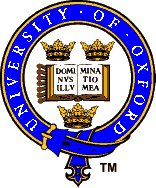 UNIVERSITY OF OXFORD
DOMI MINA
NVS TIO
ILLV MEA
TM